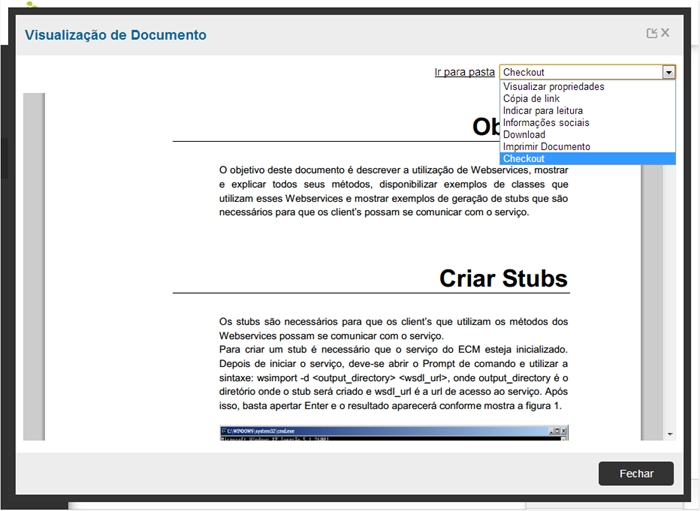 Visualização de Documento
Ir para pasta
Checkout
Visualizar propriedades
Cópia de link
Indicar para leitura
Informações sociais
Download
Imprimir Documento
Checkout
Ob
O objetivo deste documento é descrever a utilização de Webservices, mostrar
e explicar todos seus métodos, disponibilizar exemplos de classes que
utilizam esses Webservices e mostrar exemplos de geração de stubs que são
necessários para que os client's possam se comunicar com o serviço.
Criar Stubs
Os stubs são necessários para que os client's que utilizam os métodos dos
Webservices possam se comunicar com o serviço.
Para criar um stub é necessário que o serviço do ECM esteja inicializado.
Depois de iniciar o serviço, deve-se abrir o Prompt de comando e utilizar a
sintaxe: wsimport -d <output_directory> <wsdl_url>, onde output_directory é o
diretório onde o stub será criado e wsdl_url é a url de acesso ao serviço. Após
isso, basta apertar Enter e o resultado aparecerá conforme mostra a figura 1.
C:\WINDOWS\system32\cmd.exe
Fechar